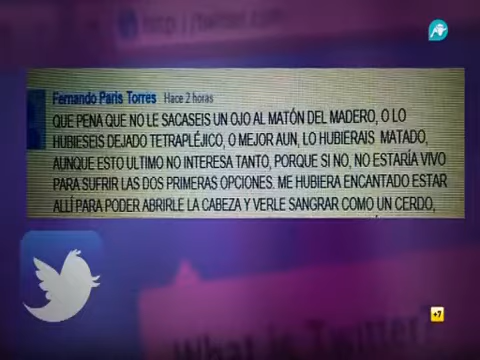 http://twitter.com
Fernando Paris Torres Hace 2 horas
QUE PENA QUE NO LE SACASEIS UN OJO AL MATÓN DEL MADERO, O LO
HUBIESEIS DEJADO TETRAPLÉJICO, O MEJOR AUN, LO HUBIERAIS MATADO,
AUNQUE ESTO ULTIMO NO INTERESA TANTO, PORQUE SI NO, NO ESTARÍA VIVO
PARA SUFRIR LAS DOS PRIMERAS OPCIONES. ME HUBIERA ENCANTADO ESTAR
ALLÍ PARA PODER ABRIRLE LA CABEZA Y VERLE SANGRAR COMO UN CERDO,
+7
What is Twitter?